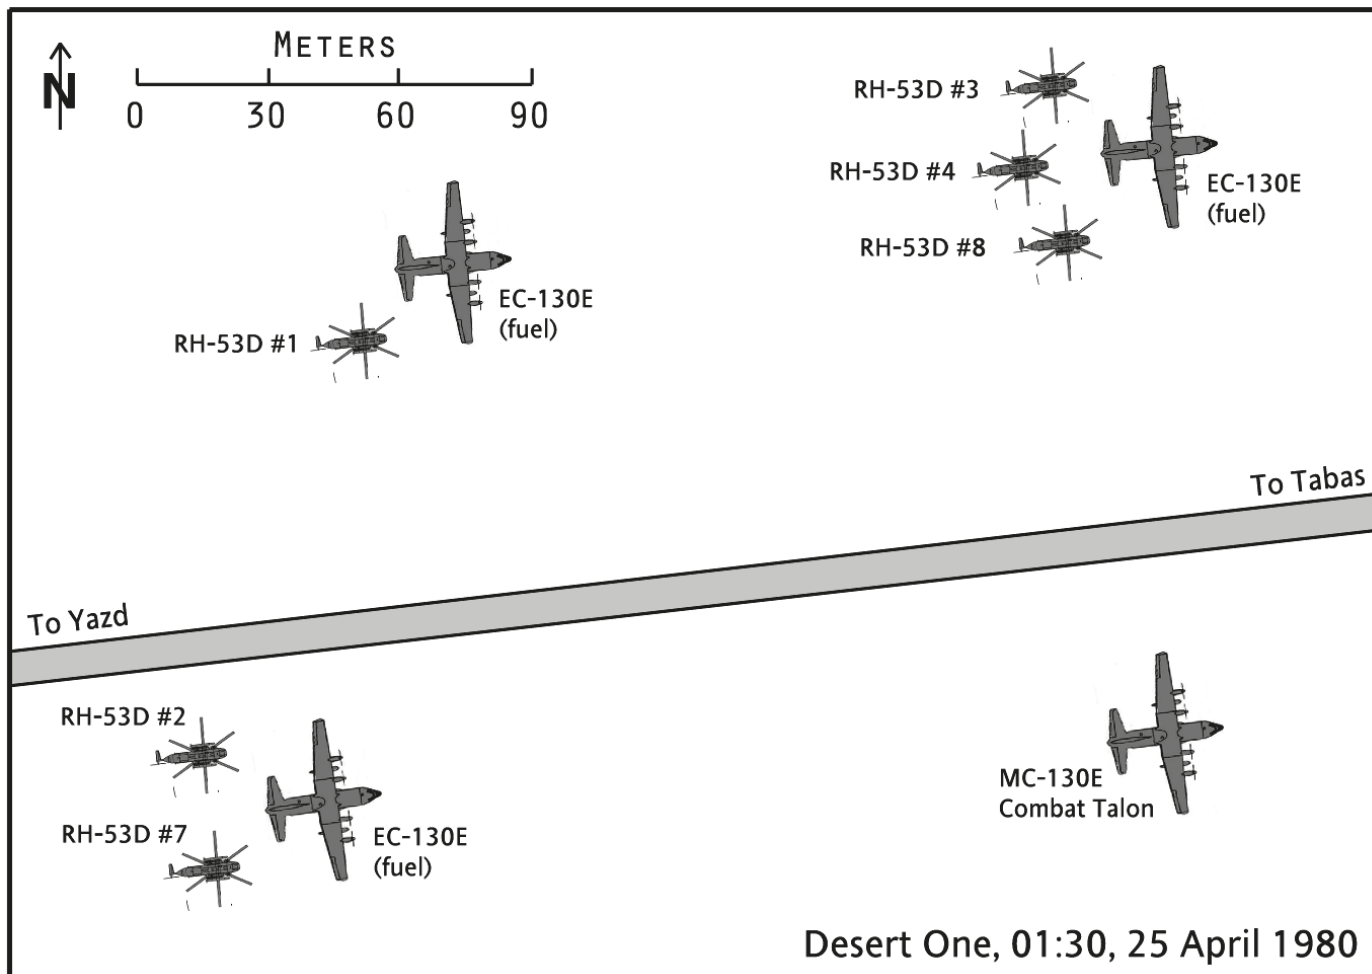 METERS
N
0 30 60 90
RH-53D #3
RH-53D #4
EC-130E
(fuel)
RH-53D #8
EC-130E
(fuel)
RH-53D #1
To Tabas
To Yazd
RH-53D #2
MC-130E
Combat Talon
RH-53D #7
EC-130E
(fuel)
Desert One, 01:30, 25 April 1980